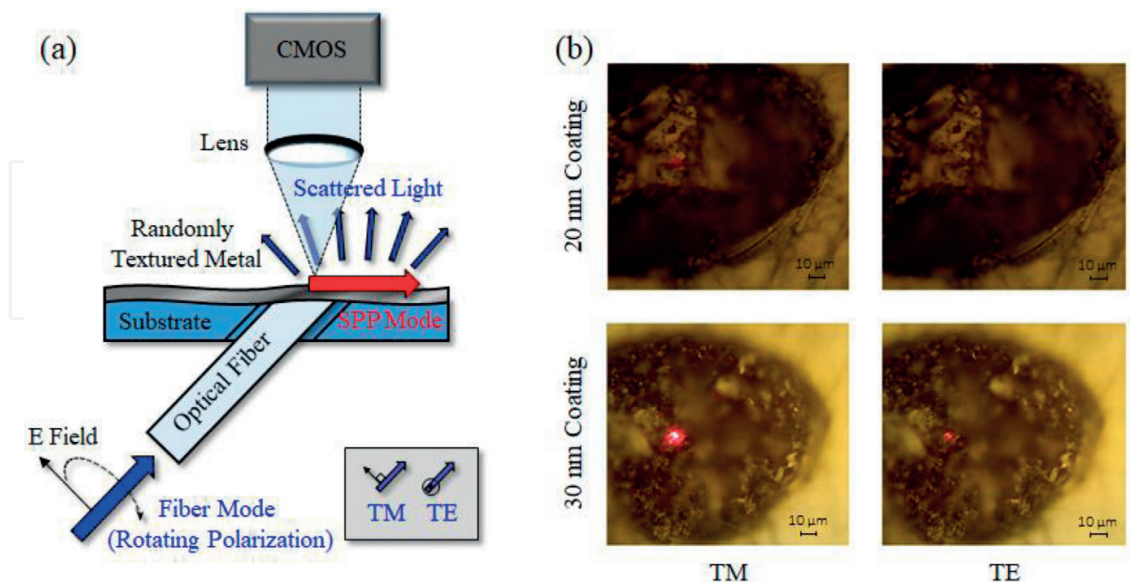 (a)
CMOS
Lens
Scattered Light
Randomly
Textured Metal
Substrate
SPP Mode
Optical Fiber
E Field
Fiber Mode
(Rotating Polarization)
TM
TE
(b)
20 nm Coating
10 µm
10 µm
30 nm Coating
10 µm
10 µm
TM
TE